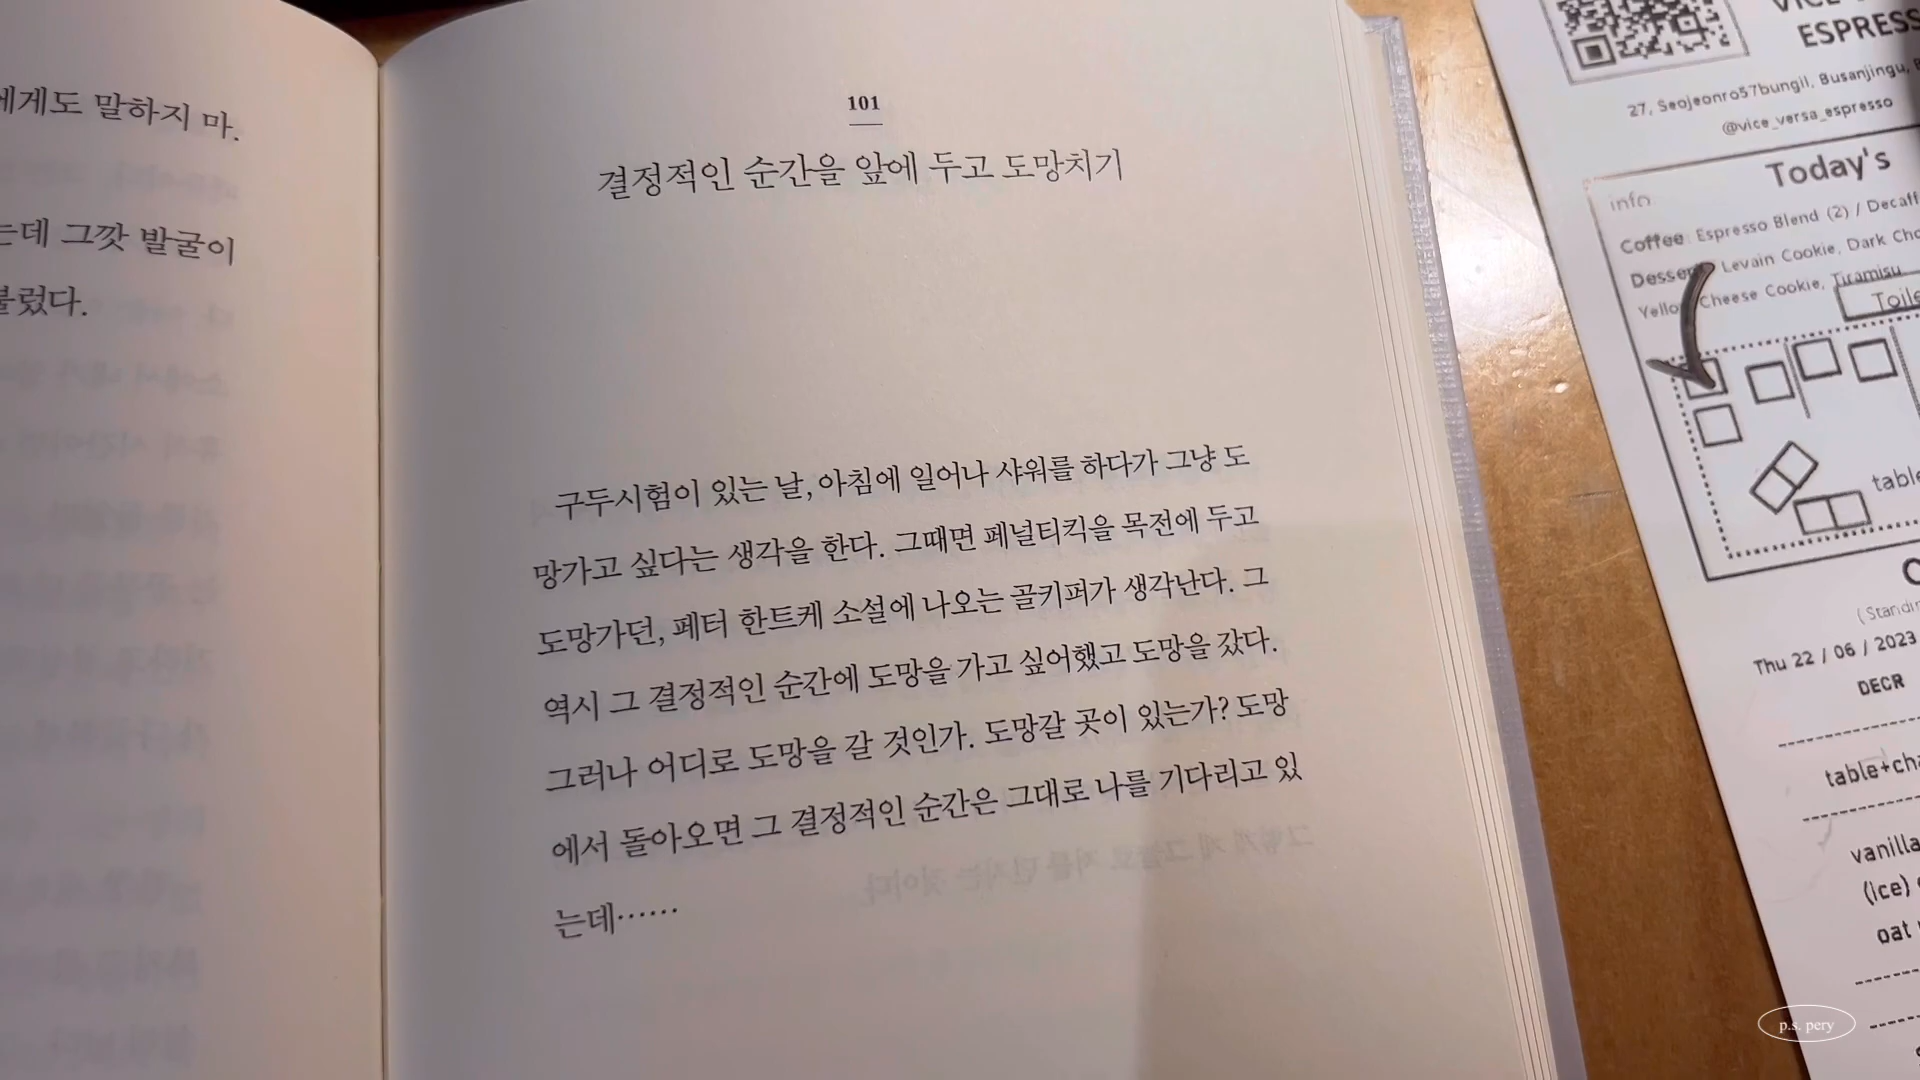 에게도 말하지 마.
는데 그깟 발굴이
불렀다.
101
결정적인 순간을 앞에 두고 도망치기
구두시험이 있는 날, 아침에 일어나 샤워를 하다가 그냥 도
망가고 싶다는 생각을 한다. 그때면 페널티킥을 목전에 두고
도망가던, 페터 한트케 소설에 나오는 골키퍼가 생각난다. 그
역시 그 결정적인 순간에 도망을 가고 싶어했고 도망을 갔다.
그러나 어디로 도망을 갈 것인가. 도망갈 곳이 있는가? 도망
에서 돌아오면 그 결정적인 순간은 그대로 나를 기다리고 있
는데……
ESPRESSO
27, Seojeonro57bungil, Busanjingu,
@vice_versa_espresso
Today's
info
Coffee: Espresso Blend (2) / Decaff
Dessert: Levain Cookie, Dark
Yellow Cheese Cookie, Tiramisu
table
Thu 22 / 06 / 2023
DECR
vanilla
(ice)
oat
p.s. pery